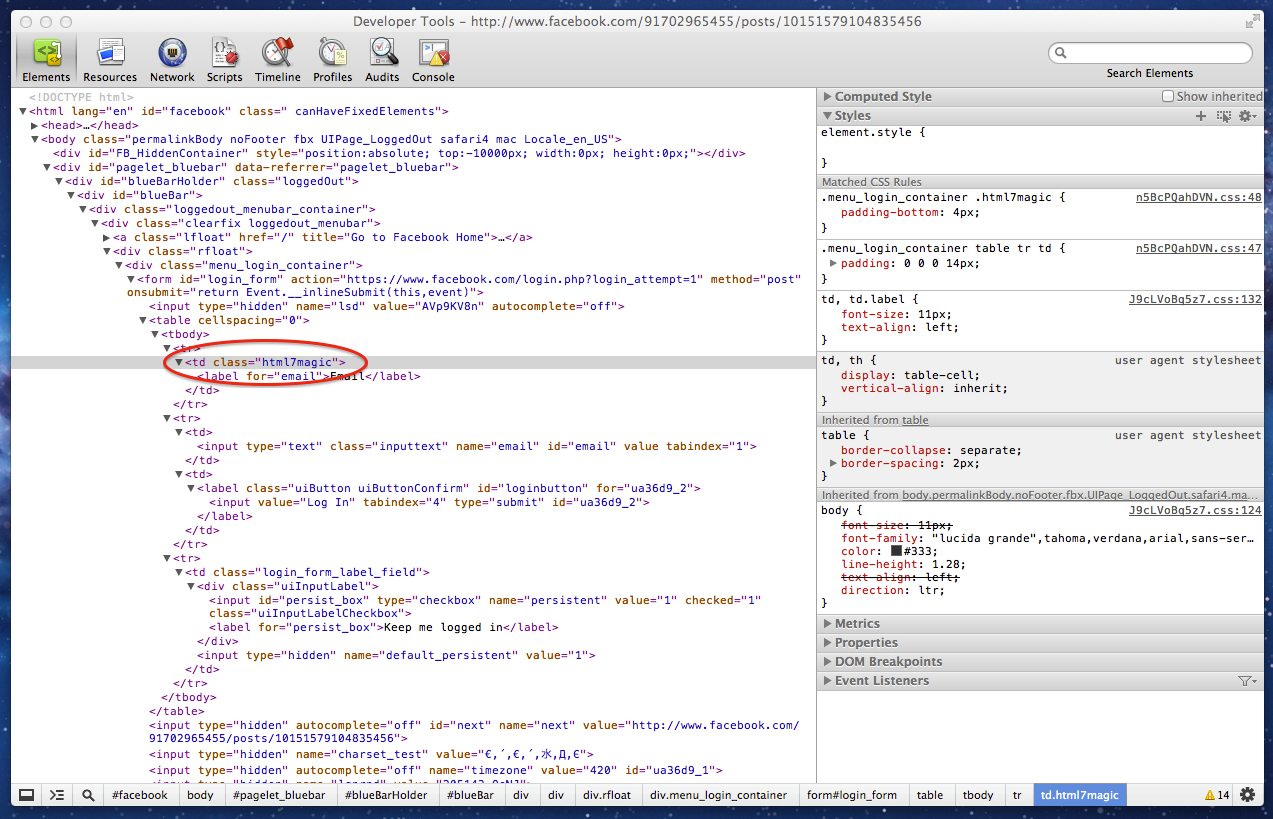 Developer Tools – http://www.facebook.com/91702965455/posts/10151579104835456
Elements Resources Network Scripts Timeline Profiles Audits Console
Search Elements
<!DOCTYPE html>
▼<html lang="en" id="facebook" class=" canHaveFixedElements">
▶<head>…</head>
▼<body class="permalinkBody noFooter fbx UIPage_LoggedOut safari4 mac Locale_en_US">
<div id="FB_HiddenContainer" style="position:absolute; top:-10000px; width:0px; height:0px;"></div>
▼<div id="pagelet_bluebar" data-referrer="pagelet_bluebar">
▼<div id="blueBarHolder" class="loggedOut">
▼<div id="blueBar">
▼<div class="loggedout_menubar_container">
▼<div class="clearfix loggedout_menubar">
▶<a class="lfloat" href="/" title="Go to Facebook Home">…</a>
▼<div class="rfloat">
▼<div class="menu_login_container">
▼<form id="login_form" action="https://www.facebook.com/login.php?login_attempt=1" method="post"
onsubmit="return Event.__inlineSubmit(this,event)">
<input type="hidden" name="lsd" value="AVp9KV8n" autocomplete="off">
▼<table cellspacing="0">
▼<tbody>
▼<tr>
▼<td class="html7magic">
<label for="email">Email</label>
</td>
</tr>
▼<tr>
▼<td>
<input type="text" class="inputtext" name="email" id="email" value tabindex="1">
</td>
▼<td>
▼<label class="uiButton uiButtonConfirm" id="loginbutton" for="ua36d9_2">
<input value="Log In" tabindex="4" type="submit" id="ua36d9_2">
</label>
</td>
</tr>
▼<tr>
▼<td class="login_form_label_field">
▼<div class="uiInputLabel">
<input id="persist_box" type="checkbox" name="persistent" value="1" checked="1"
class="uiInputLabelCheckbox">
<label for="persist_box">Keep me logged in</label>
</div>
<input type="hidden" name="default_persistent" value="1">
</td>
</tr>
</tbody>
</table>
<input type="hidden" autocomplete="off" id="next" name="next" value="http://www.facebook.com/
91702965455/posts/10151579104835456">
<input type="hidden" name="charset_test" value="€,´,€,´,水,Д,Є">
<input type="hidden" autocomplete="off" name="timezone" value="420" id="ua36d9_1">
▶Computed Style Show inherited
▼Styles
element.style {
}
Matched CSS Rules
.menu_login_container .html7magic { n5BcPQahDVN.css:48
padding-bottom: 4px;
}
.menu_login_container table tr td { n5BcPQahDVN.css:47
▶padding: 0 0 0 14px;
}
td, td.label { J9cLVoBq5z7.css:132
font-size: 11px;
text-align: left;
}
td, th { user agent stylesheet
display: table-cell;
vertical-align: inherit;
}
Inherited from table
table { user agent stylesheet
border-collapse: separate;
▶border-spacing: 2px;
}
Inherited from body.permalinkBody.noFooter.fbx.UIPage_LoggedOut.safari4.ma…
body { J9cLVoBq5z7.css:124
font-size: 11px;
font-family: "lucida grande",tahoma,verdana,arial,sans-ser…
color: #333;
line-height: 1.28;
text-align: left;
direction: ltr;
}
▶Metrics
▶Properties
▶DOM Breakpoints
▶Event Listeners
#facebook body #pagelet_bluebar #blueBarHolder #blueBar div div div.rfloat div.menu_login_container form#login_form table tbody tr td.html7magic 14